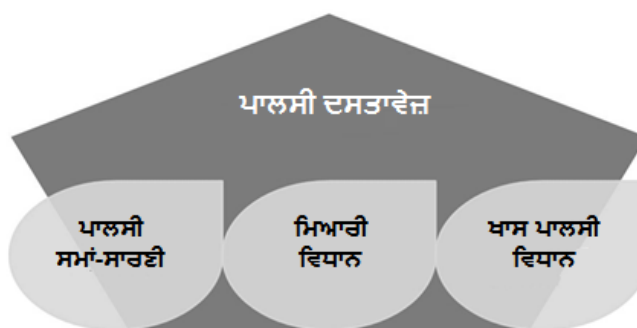 ਪਾਲਸੀ ਦਸਤਾਵੇਜ਼
ਪਾਲਸੀ
ਸਮਾਂ-ਸਾਰਣੀ
ਮਿਆਰੀ
ਵਿਧਾਨ
ਖਾਸ ਪਾਲਸੀ
ਵਿਧਾਨ